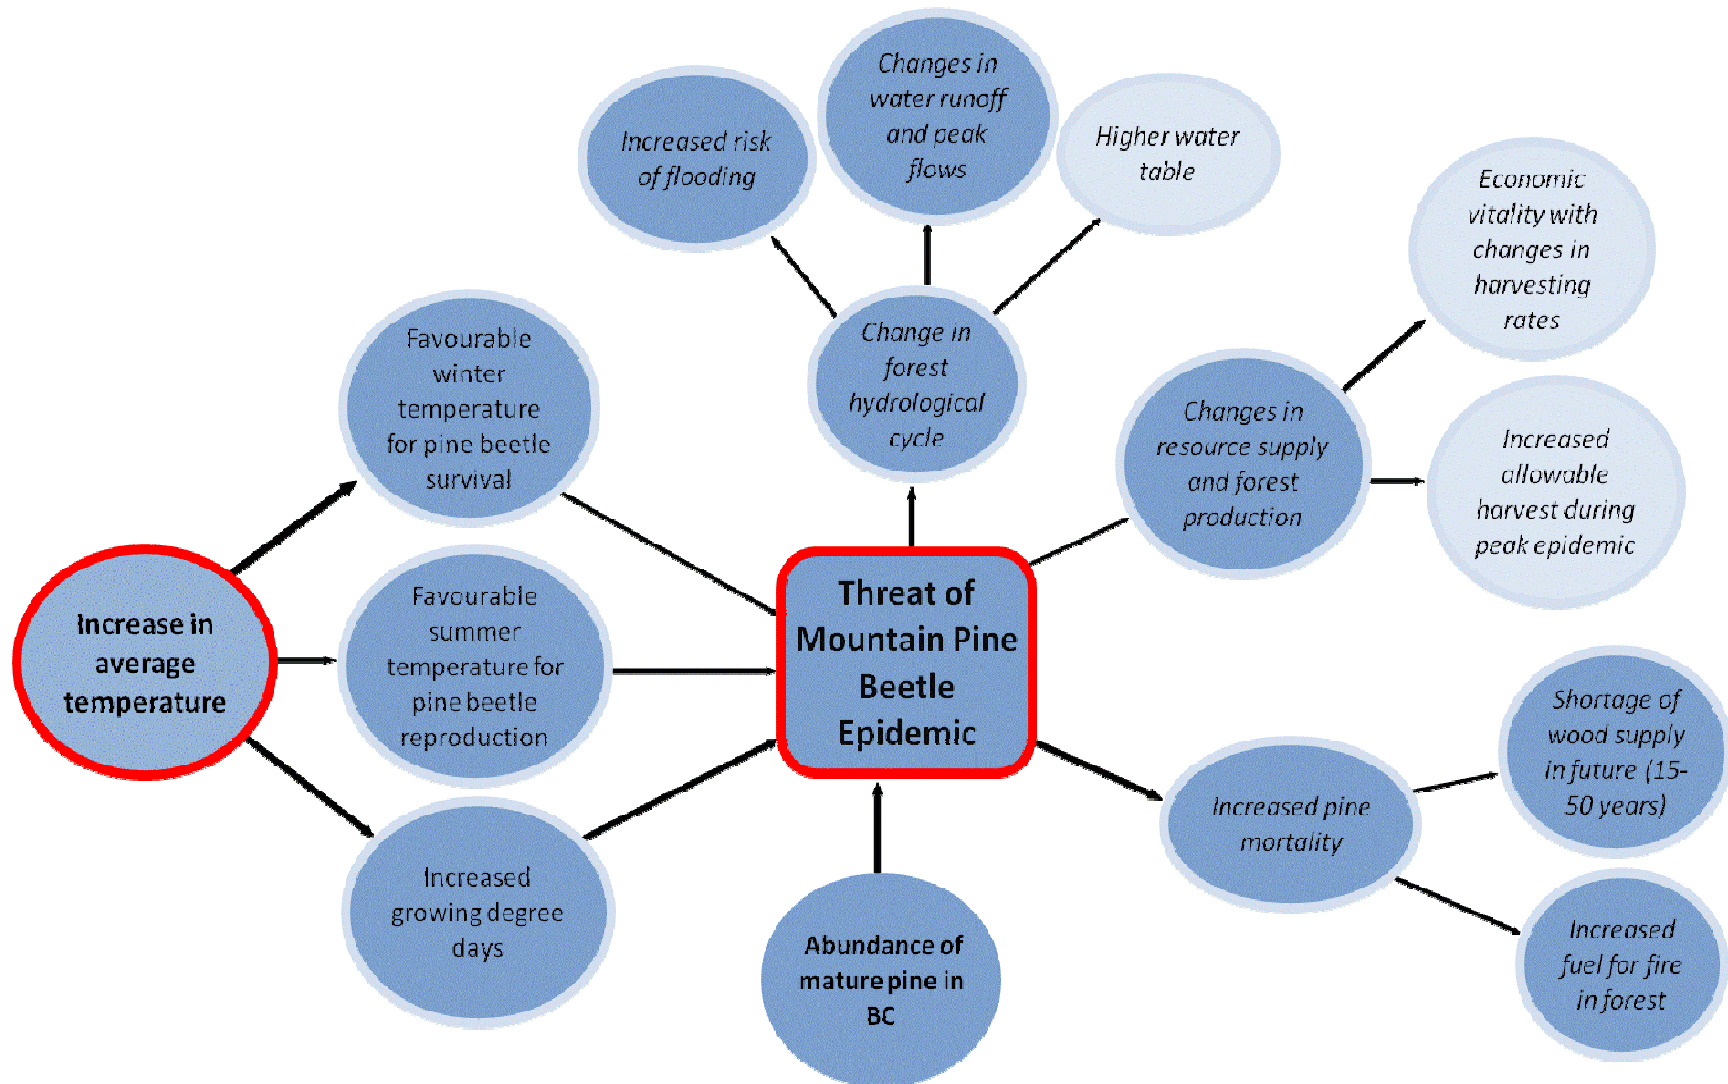 Increased risk
of flooding
Changes in
water runoff
and peak
flows
Higher water
table
Economic
vitality with
changes in
harvesting
rates
Favourable
winter
temperature
for pine beetle
survival
Change in
forest
hydrological
cycle
Changes in
resource supply
and forest
production
Increased
allowable
harvest during
peak epidemic
Increase in
average
temperature
Favourable
summer
temperature for
pine beetle
reproduction
Threat of
Mountain Pine
Beetle
Epidemic
Shortage of
wood supply
in future (15-
50 years)
Increased pine
mortality
Increased
growing degree
days
Abundance of
mature pine in
BC
Increased
fuel for fire
in forest